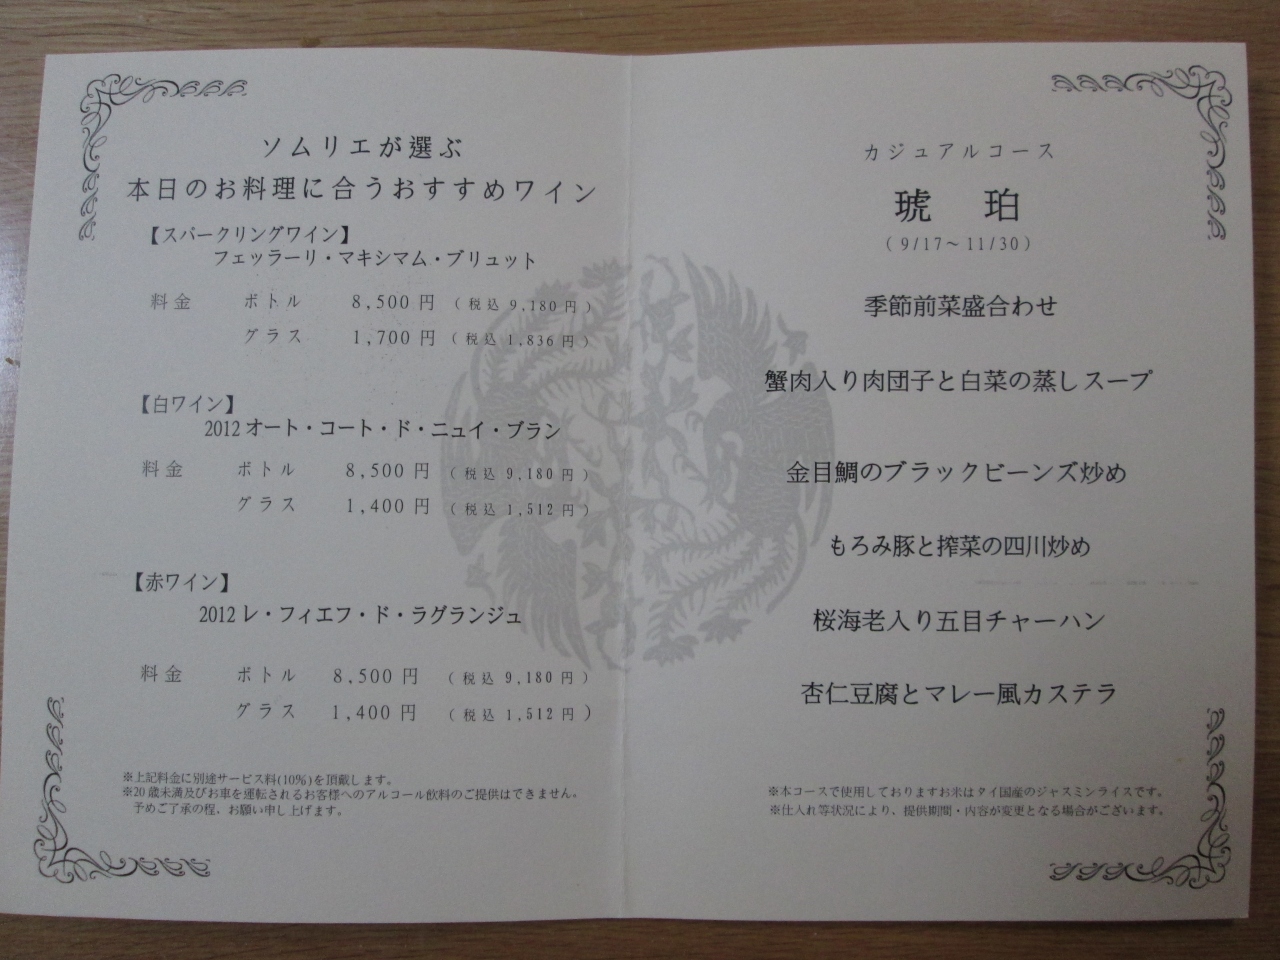 ソムリエが選ぶ
本日のお料理に合うおすすめワイン
【スパークリングワイン】
フェッラーリ・マキシマム・ブリュット
料金 ボトル 8,500円 (税込 9,180円)
グラス 1,700円 (税込 1,836円)
【白ワイン】
2012 オート・コート・ド・ニュイ・ブラン
料金 ボトル 8,500円 (税込 9,180円)
グラス 1,400円 (税込 1,512円)
【赤ワイン】
2012 レ・フィエフ・ド・ラグランジュ
料金 ボトル 8,500円 (税込 9,180円)
グラス 1,400円 (税込 1,512円)
※上記料金に別途サービス料(10%)を頂戴します。
※20歳未満及びお車を運転されるお客様へのアルコール飲料のご提供はできません。
予めご了承の程、お願い申し上げます。
カジュアルコース
琥 珀
(9/17~11/30)
季節前菜盛合わせ
蟹肉入り肉団子と白菜の蒸しスープ
金目鯛のブラックビーンズ炒め
もろみ豚と搾菜の四川炒め
桜海老入り五目チャーハン
杏仁豆腐とマレー風カステラ
※本コースで使用しておりますお米はタイ国産のジャスミンライスです。
※仕入れ等状況により、提供期間・内容が変更となる場合がございます。